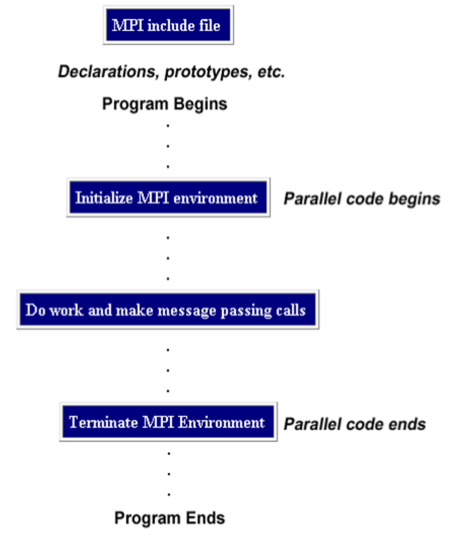 MPI include file
Declarations, prototypes, etc.
Program Begins
.
.
.
Initialize MPI environment Parallel code begins
.
.
.
Do work and make message passing calls
.
.
.
Terminate MPI Environment Parallel code ends
.
.
.
Program Ends